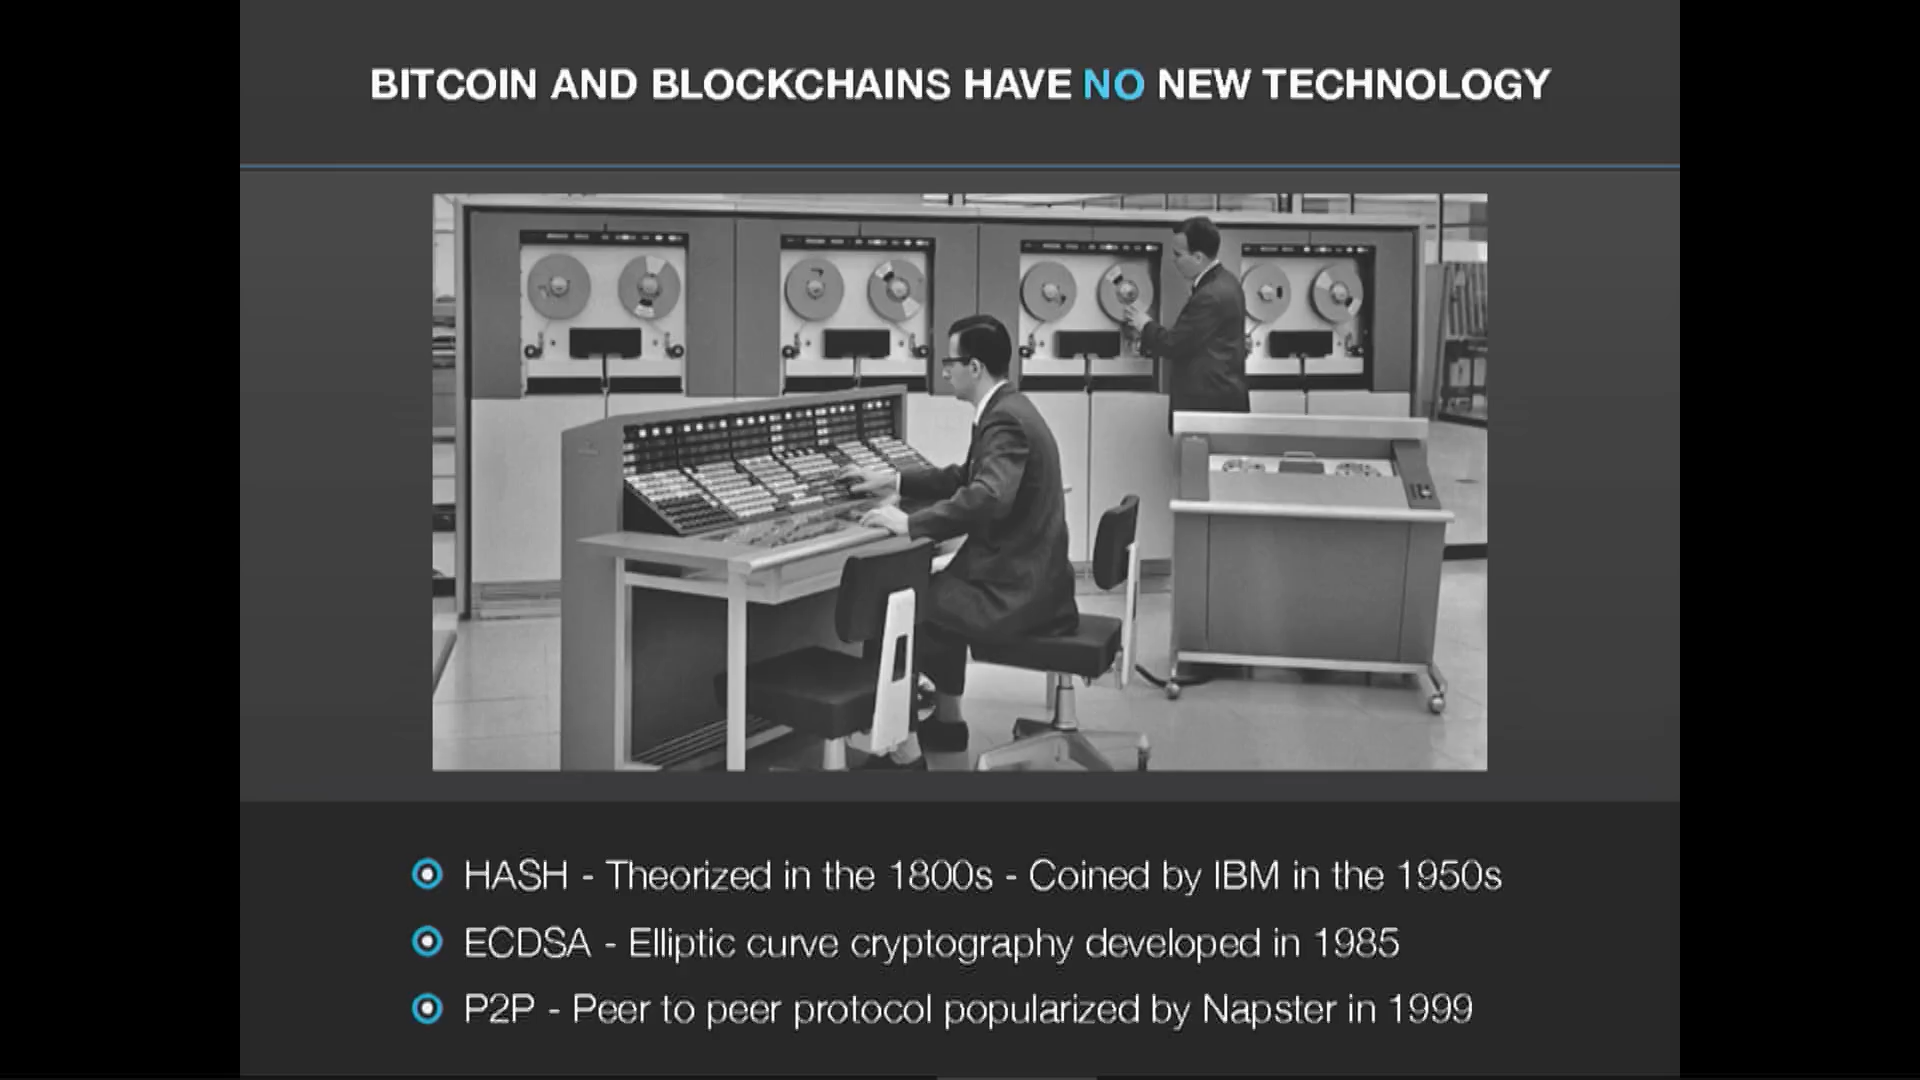 BITCOIN AND BLOCKCHAINS HAVE NO NEW TECHNOLOGY
HASH - Theorized in the 1800s - Coined by IBM in the 1950s
ECDSA - Elliptic curve cryptography developed in 1985
P2P - Peer to peer protocol popularized by Napster in 1999